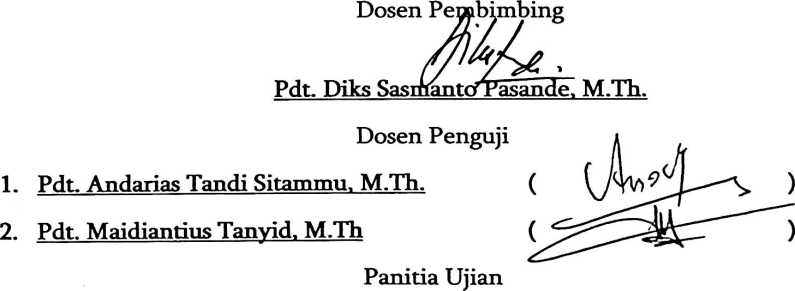 Dosen Pembimbing
Pdt. Diks Sasmanto Pasande, M.Th.
Dosen Penguji
1. Pdt. Andarias Tandi Sitammu, M.Th. ( )
2. Pdt. Maidiantius Tanyid, M.Th ( )
Panitia Ujian